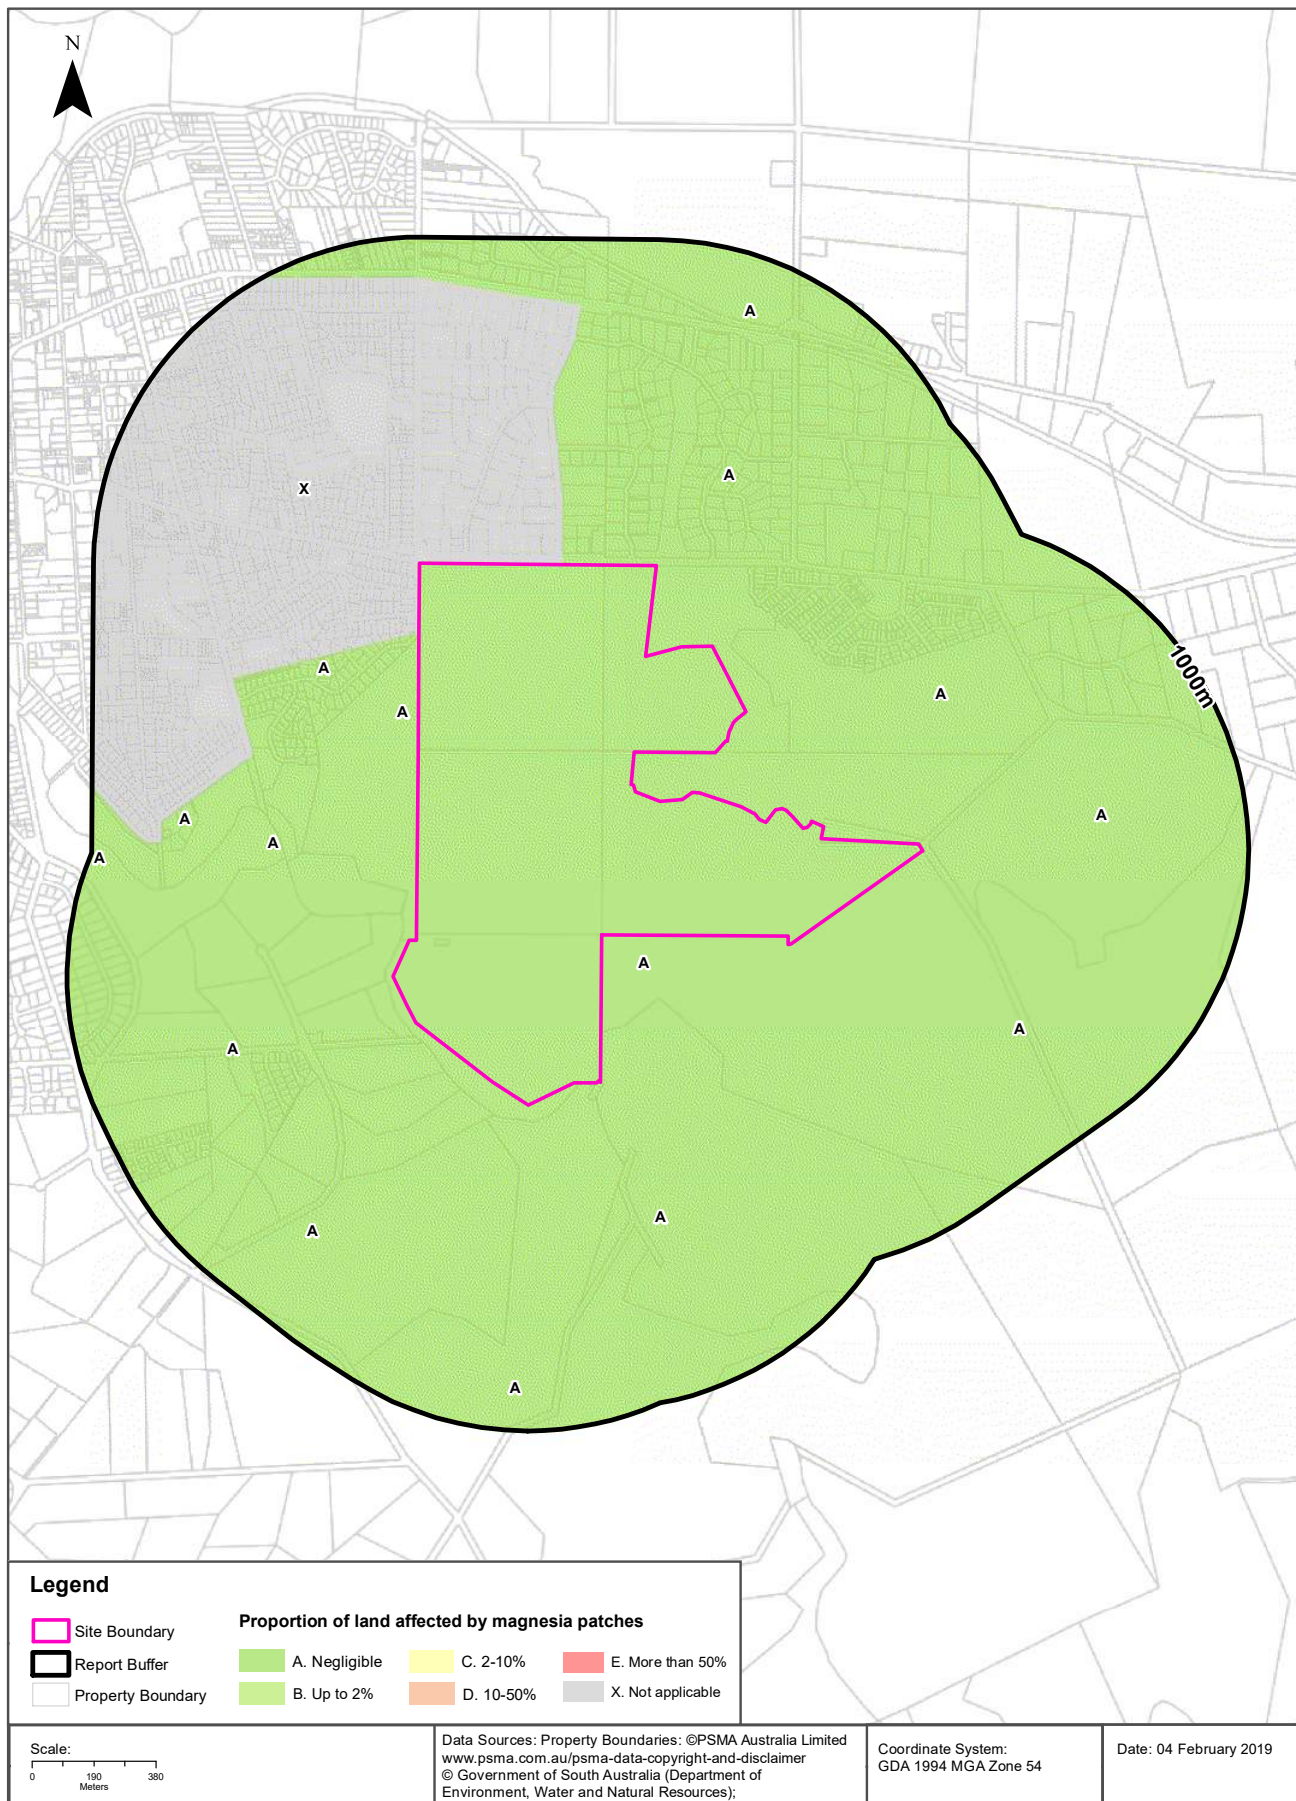 N
A
A
X
1000m
A
A
A
A
A
A
A
A
A
A
A
A
A
A
Legend
Site Boundary
Report Buffer
Property Boundary
Proportion of land affected by magnesia patches
A. Negligible
B. Up to 2%
C. 2-10%
D. 10-50%
E. More than 50%
X. Not applicable
Scale:
0 190 380
Meters
Data Sources: Property Boundaries: ©PSMA Australia Limited
www.psma.com.au/psma-data-copyright-and-disclaimer
© Government of South Australia (Department of
Environment, Water and Natural Resources);
Coordinate System:
GDA 1994 MGA Zone 54
Date: 04 February 2019